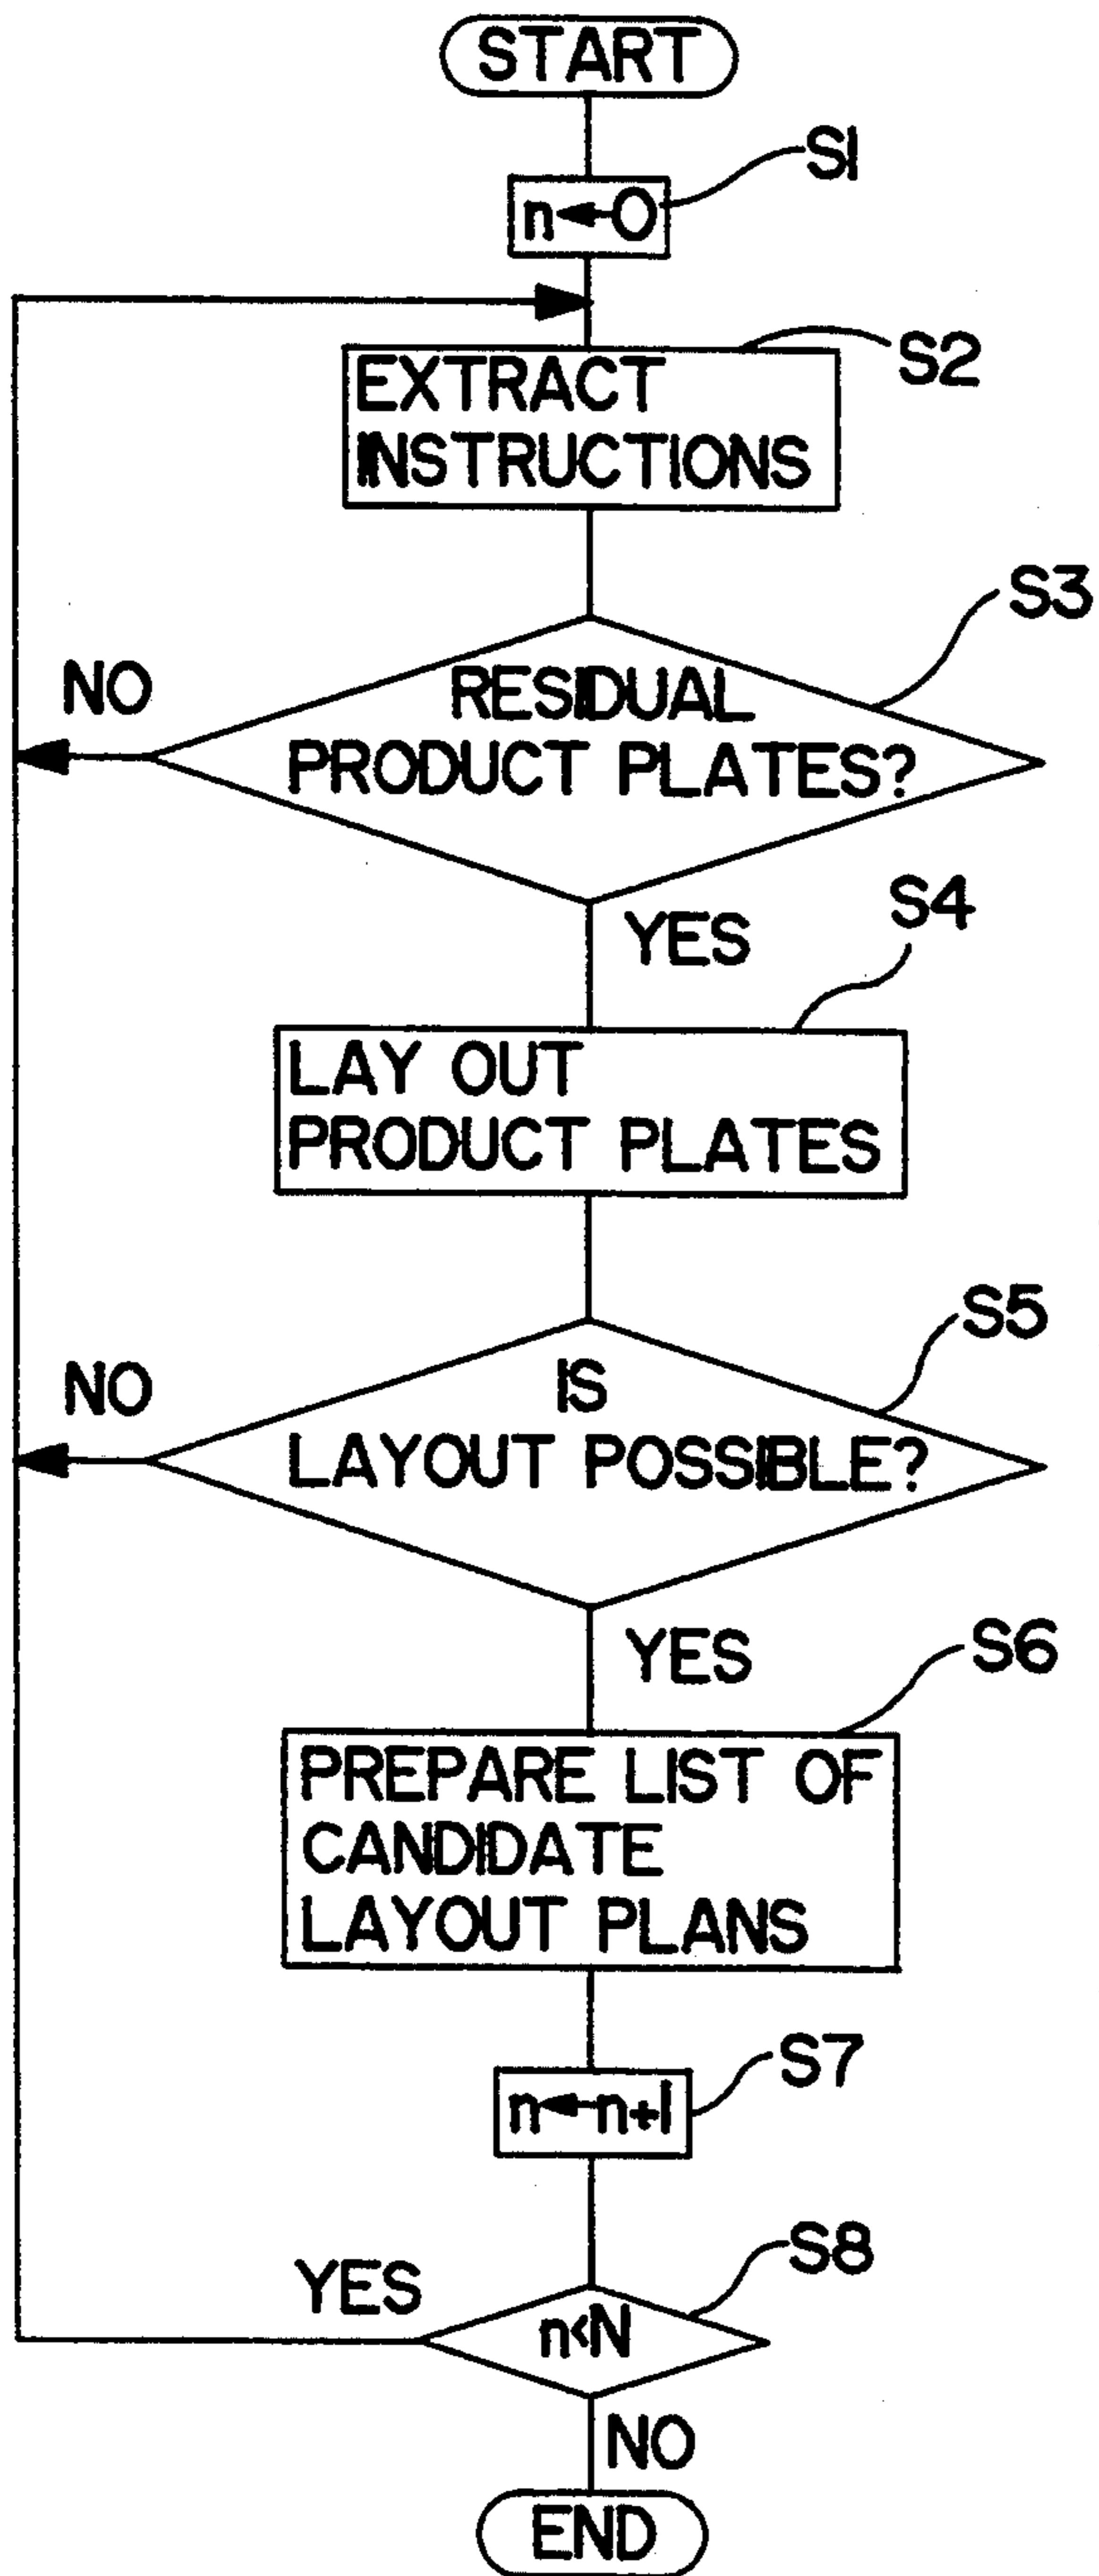 START
S1
n←0
S2
EXTRACT
INSTRUCTIONS
S3
NO
RESIDUAL
PRODUCT PLATES?
YES
S4
LAY OUT
PRODUCT PLATES
S5
NO
IS
LAYOUT POSSIBLE?
YES
S6
PREPARE LIST OF
CANDIDATE
LAYOUT PLANS
S7
n←n+1
S8
YES
n<N
NO
END